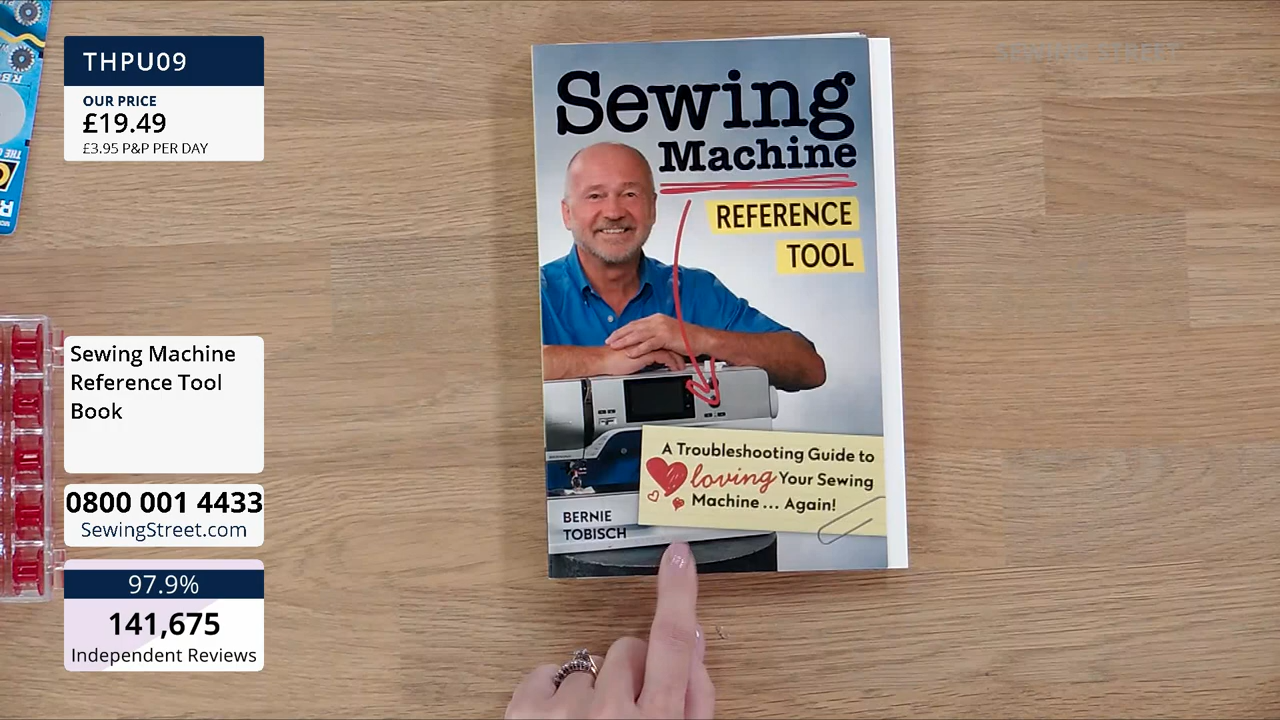 THPU09
OUR PRICE
£19.49
£3.95 P&P PER DAY
Sewing Machine
Reference Tool
Book
0800 001 4433
SewingStreet.com
97.9%
141,675
Independent Reviews
Sewing
Machine
REFERENCE
TOOL
A Troubleshooting Guide to
loving Your Sewing
Machine ... Again!
BERNIE
TOBISCH
SEWING STREET